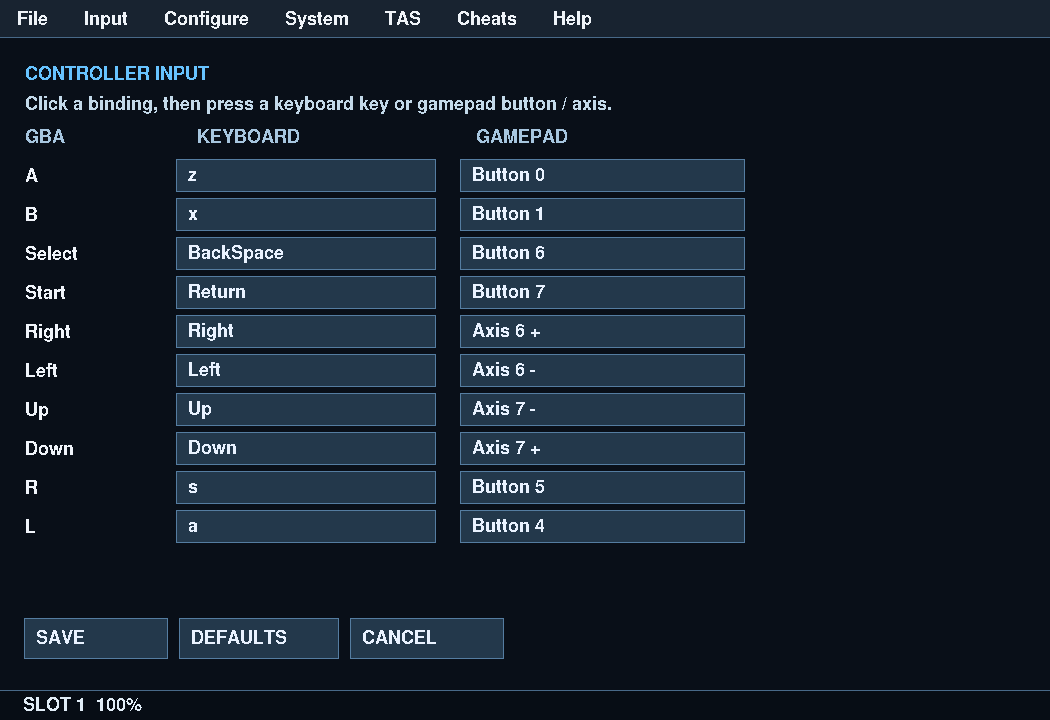 File Input Configure System TAS Cheats Help
CONTROLLER INPUT
Click a binding, then press a keyboard key or gamepad button / axis.
GBA KEYBOARD GAMEPAD
A z Button 0
B x Button 1
Select BackSpace Button 6
Start Return Button 7
Right Right Axis 6 +
Left Left Axis 6 -
Up Up Axis 7 -
Down Down Axis 7 +
R s Button 5
L a Button 4
SAVE DEFAULTS CANCEL
SLOT 1 100%